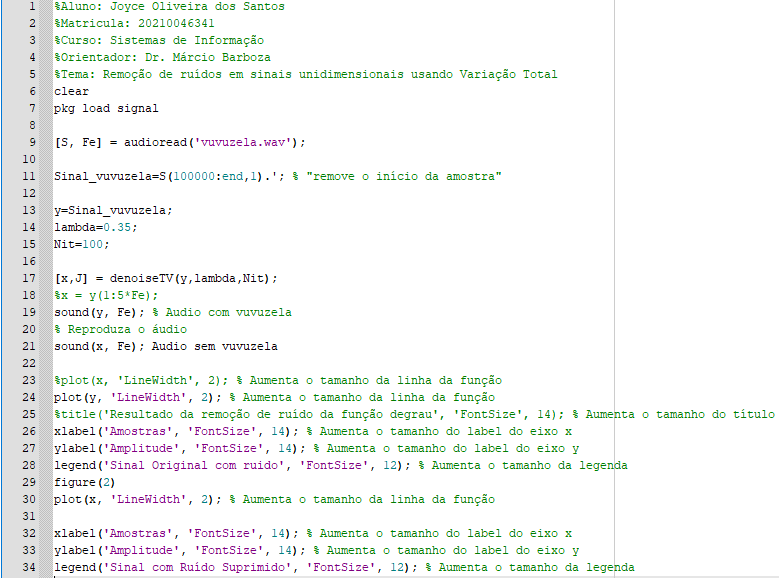 1 %Aluno: Joyce Oliveira dos Santos
2 %Matricula: 20210046341
3 %Curso: Sistemas de Informação
4 %Orientador: Dr. Márcio Barboza
5 %Tema: Remoção de ruídos em sinais unidimensionais usando Variação Total
6 clear
7 pkg load signal
8
9 [S, Fe] = audioread('vuvuzela.wav');
10
11 Sinal_vuvuzela=S(100000:end,1).'; % "remove o início da amostra"
12
13 y=Sinal_vuvuzela;
14 lambda=0.35;
15 Nit=100;
16
17 [x,J] = denoiseTV(y,lambda,Nit);
18 %x = y(1:5*Fe);
19 sound(y, Fe); % Audio com vuvuzela
20 % Reproduza o áudio
21 sound(x, Fe); Audio sem vuvuzela
22
23 %plot(x, 'LineWidth', 2); % Aumenta o tamanho da linha da função
24 plot(y, 'LineWidth', 2); % Aumenta o tamanho da linha da função
25 %title('Resultado da remoção de ruído da função degrau', 'FontSize', 14); % Aumenta o tamanho do título
26 xlabel('Amostras', 'FontSize', 14); % Aumenta o tamanho do label do eixo x
27 ylabel('Amplitude', 'FontSize', 14); % Aumenta o tamanho do label do eixo y
28 legend('Sinal Original com ruido', 'FontSize', 12); % Aumenta o tamanho da legenda
29 figure(2)
30 plot(x, 'LineWidth', 2); % Aumenta o tamanho da linha da função
31
32 xlabel('Amostras', 'FontSize', 14); % Aumenta o tamanho do label do eixo x
33 ylabel('Amplitude', 'FontSize', 14); % Aumenta o tamanho do label do eixo y
34 legend('Sinal com Ruído Suprimido', 'FontSize', 12); % Aumenta o tamanho da legenda